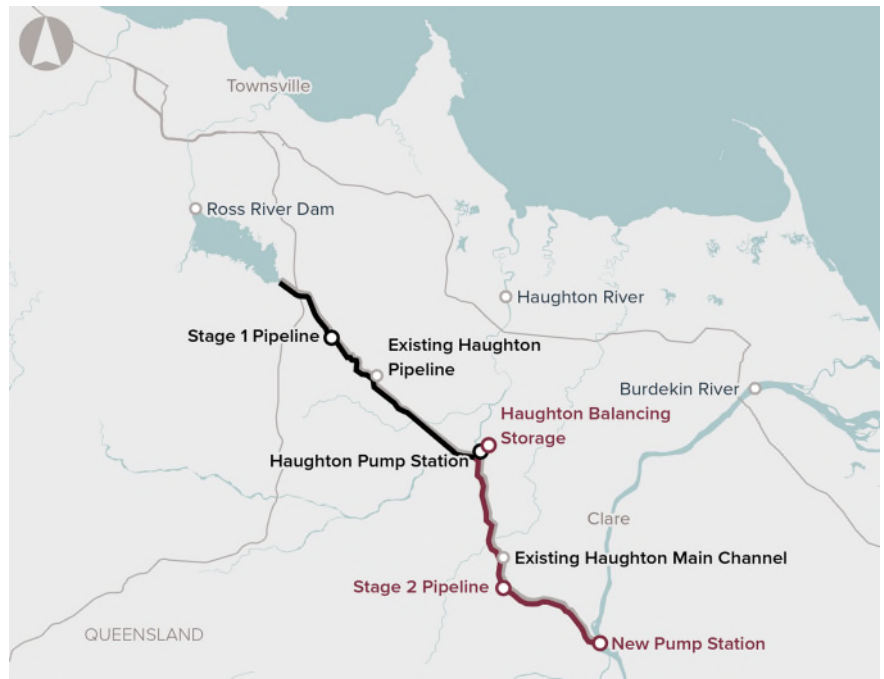 Townsville
Ross River Dam
Haughton River
Stage 1 Pipeline
Existing Haughton
Pipeline
Burdekin River
Haughton Balancing
Storage
Haughton Pump Station
Clare
Existing Haughton Main Channel
Stage 2 Pipeline
QUEENSLAND
New Pump Station